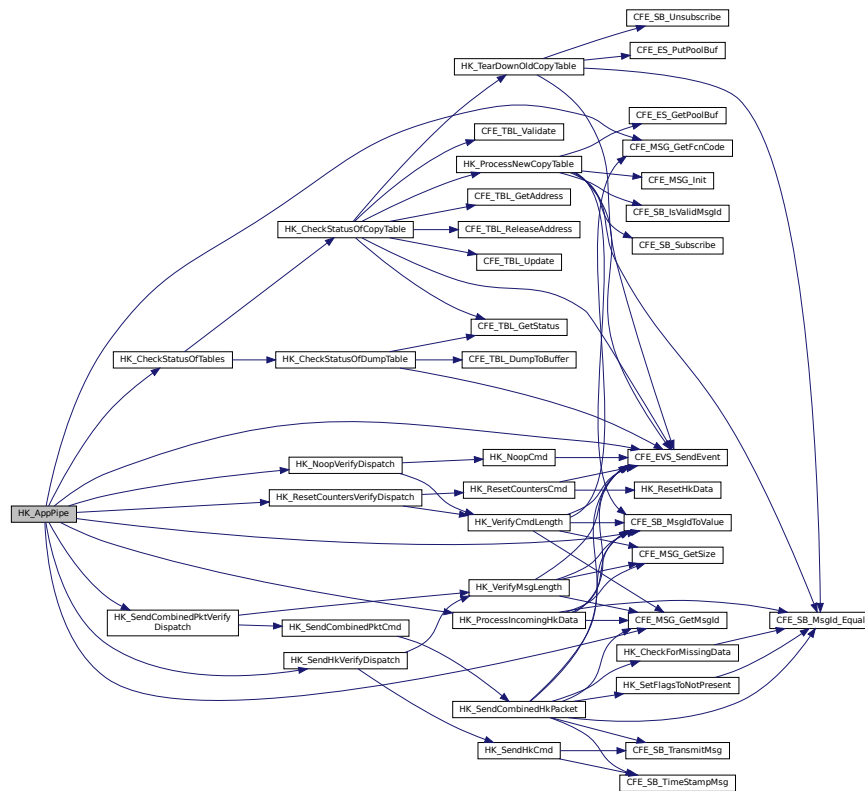 CFE_SB_Unsubscribe
CFE_ES_PutPoolBuf
HK_TearDownOldCopyTable
CFE_ES_GetPoolBuf
CFE_TBL_Validate
CFE_MSG_GetFcnCode
HK_ProcessNewCopyTable
CFE_MSG_Init
CFE_TBL_GetAddress
CFE_SB_IsValidMsgId
HK_CheckStatusOfCopyTable
CFE_TBL_ReleaseAddress
CFE_SB_Subscribe
CFE_TBL_Update
CFE_TBL_GetStatus
HK_CheckStatusOfTables
HK_CheckStatusOfDumpTable
CFE_TBL_DumpToBuffer
HK_NoopVerifyDispatch
HK_NoopCmd
CFE_EVS_SendEvent
HK_ResetCountersVerifyDispatch
HK_ResetCountersCmd
HK_ResetHkData
HK_AppPipe
HK_VerifyCmdLength
CFE_SB_MsgIdToValue
CFE_MSG_GetSize
HK_VerifyMsgLength
HK_SendCombinedPktVerify
Dispatch
HK_SendCombinedPktCmd
HK_ProcessIncomingHkData
CFE_MSG_GetMsgId
CFE_SB_MsgId_Equal
HK_SendHkVerifyDispatch
HK_CheckForMissingData
HK_SetFlagsToNotPresent
HK_SendCombinedHkPacket
HK_SendHkCmd
CFE_SB_TransmitMsg
CFE_SB_TimeStampMsg